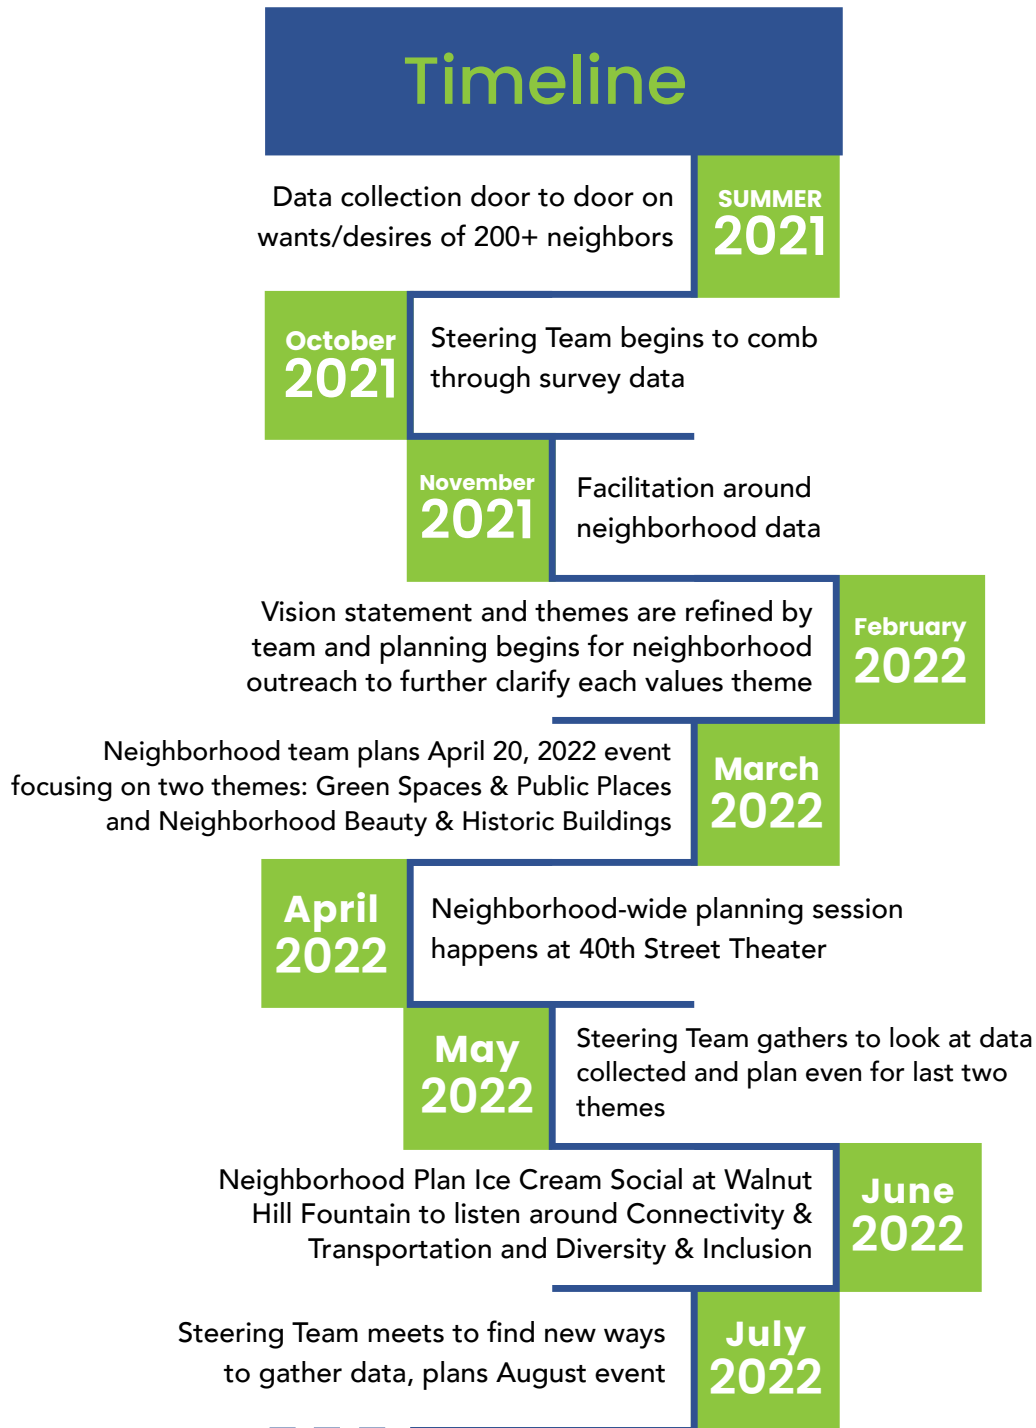 Timeline
Data collection door to door on
wants/desires of 200+ neighbors
SUMMER
2021
October
2021
Steering Team begins to comb
through survey data
November
2021
Facilitation around
neighborhood data
Vision statement and themes are refined by
team and planning begins for neighborhood
outreach to further clarify each values theme
February
2022
Neighborhood team plans April 20, 2022 event
focusing on two themes: Green Spaces & Public Places
and Neighborhood Beauty & Historic Buildings
March
2022
April
2022
Neighborhood-wide planning session
happens at 40th Street Theater
May
2022
Steering Team gathers to look at data
collected and plan even for last two
themes
Neighborhood Plan Ice Cream Social at Walnut
Hill Fountain to listen around Connectivity &
Transportation and Diversity & Inclusion
June
2022
Steering Team meets to find new ways
to gather data, plans August event
July
2022